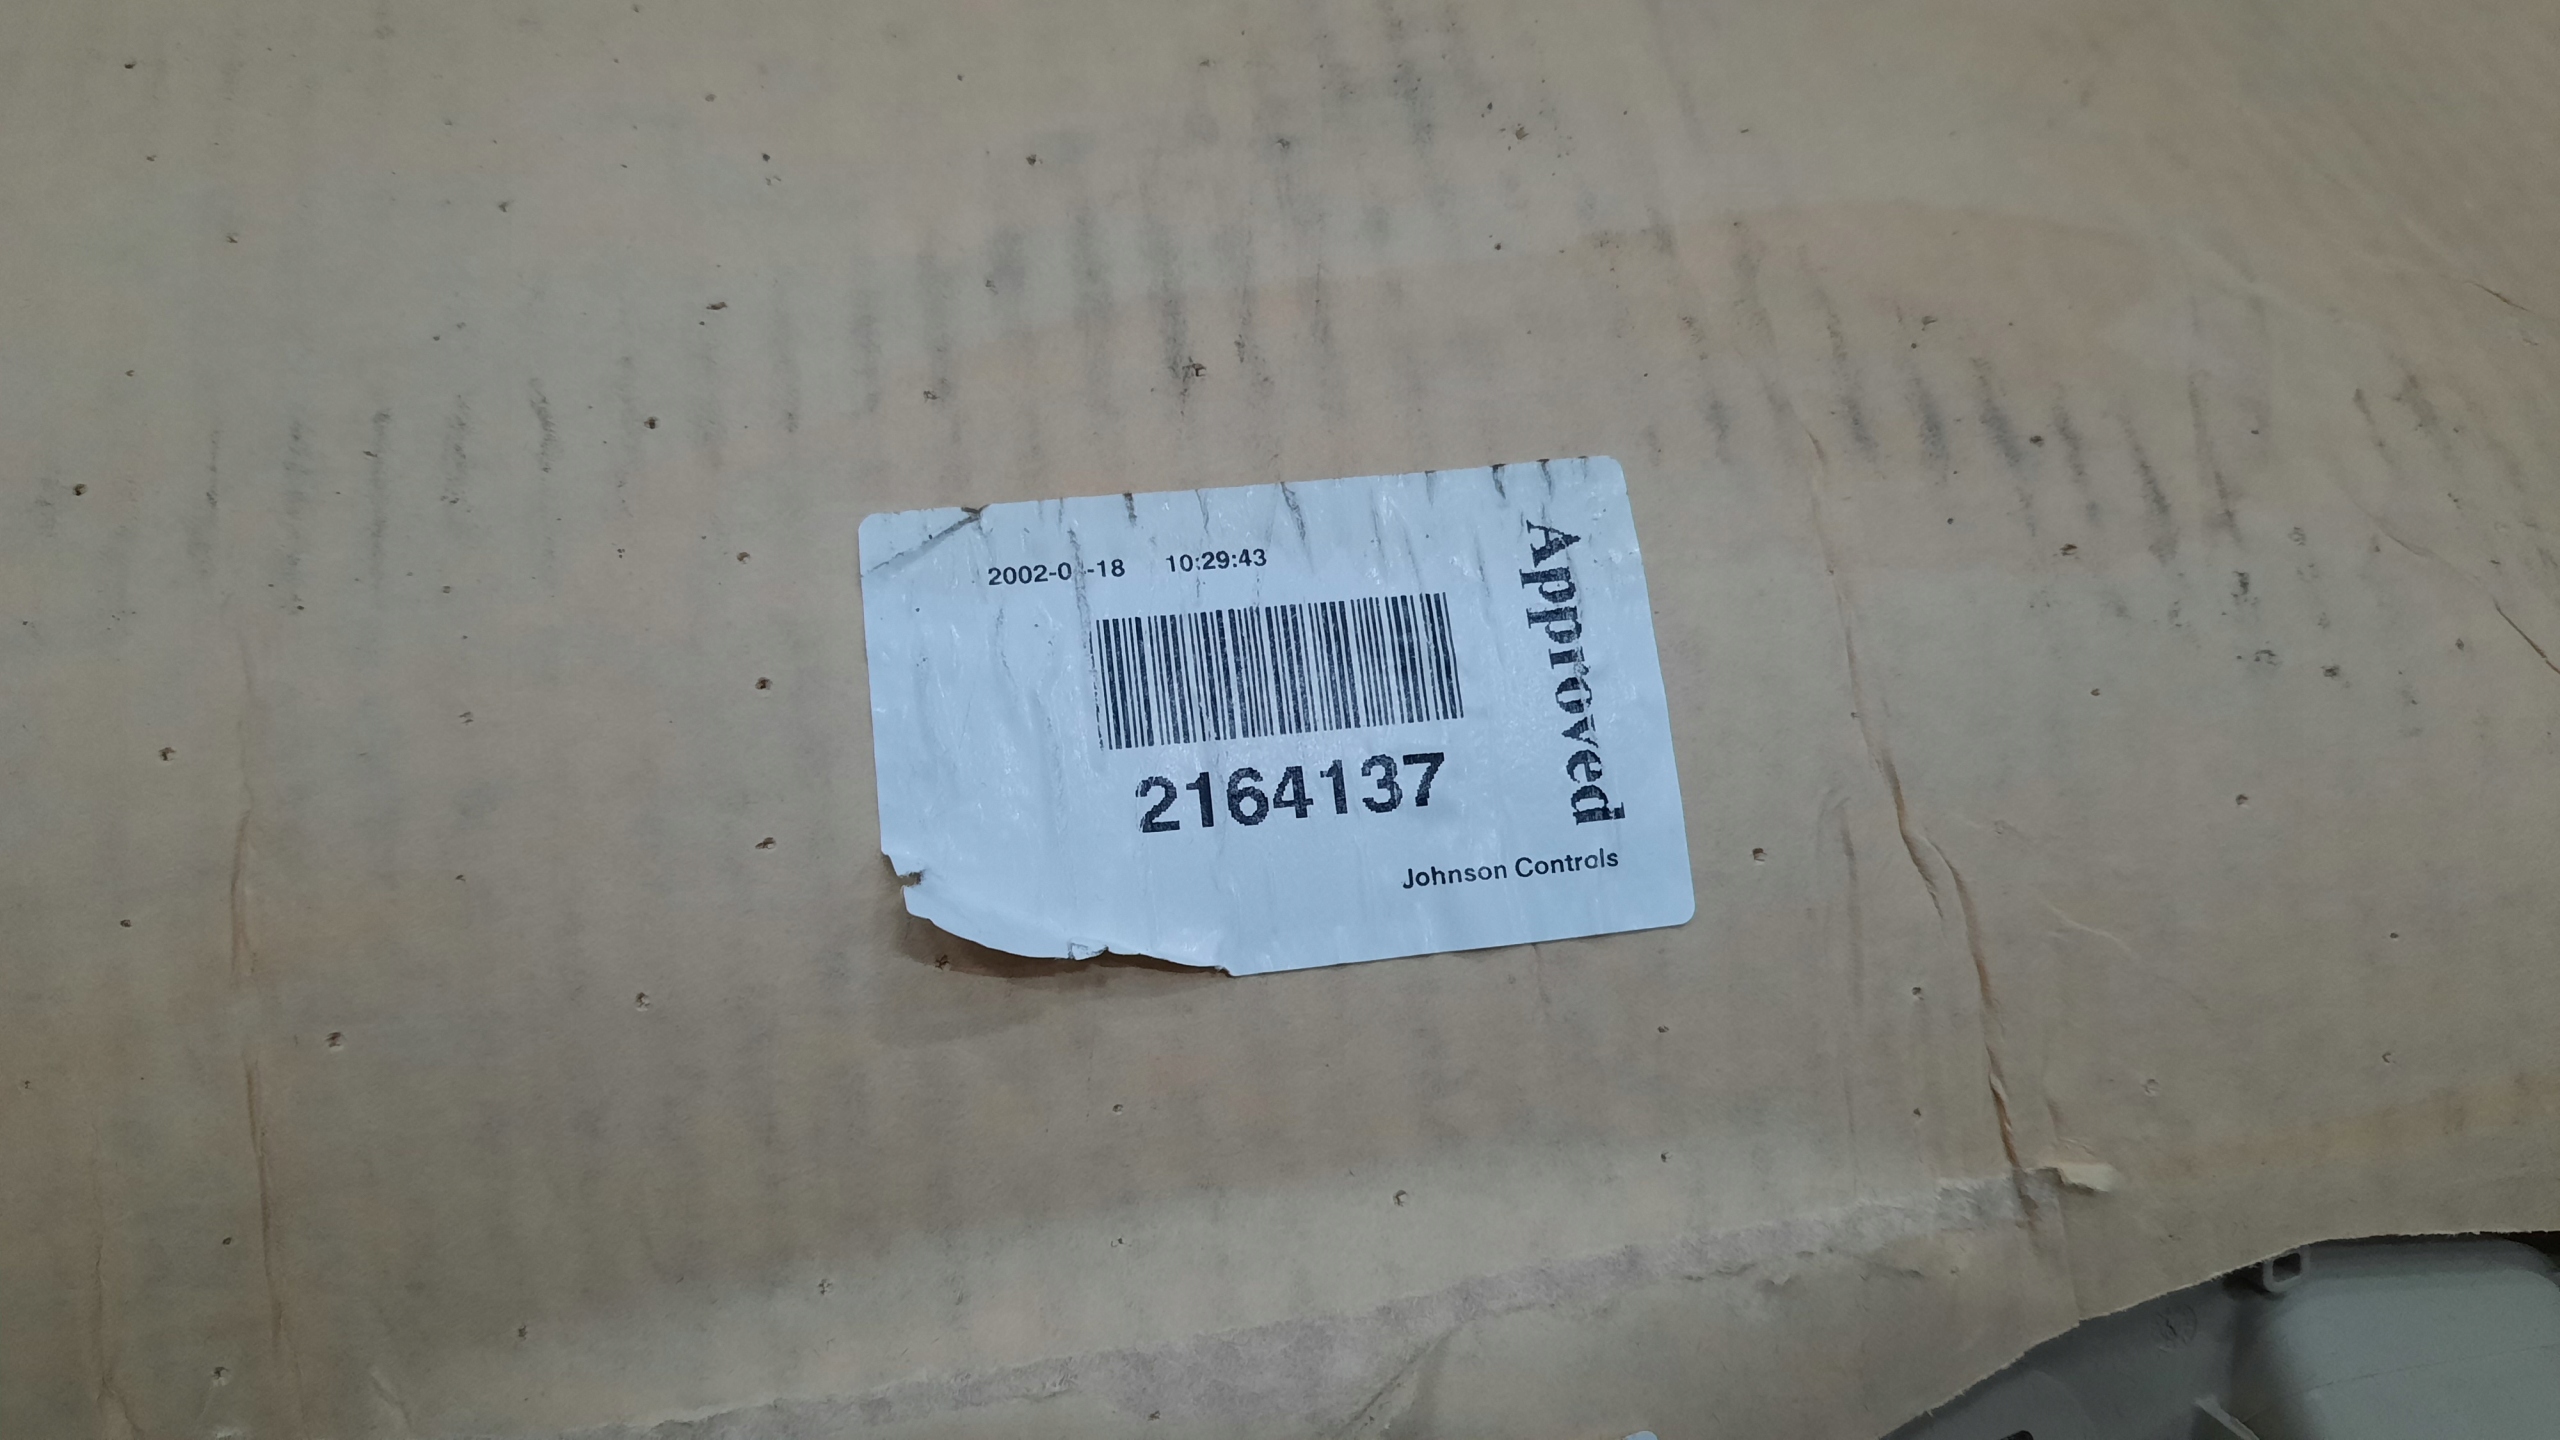 2002-0 -18 10:29:43
2164137
Approved
Johnson Controls